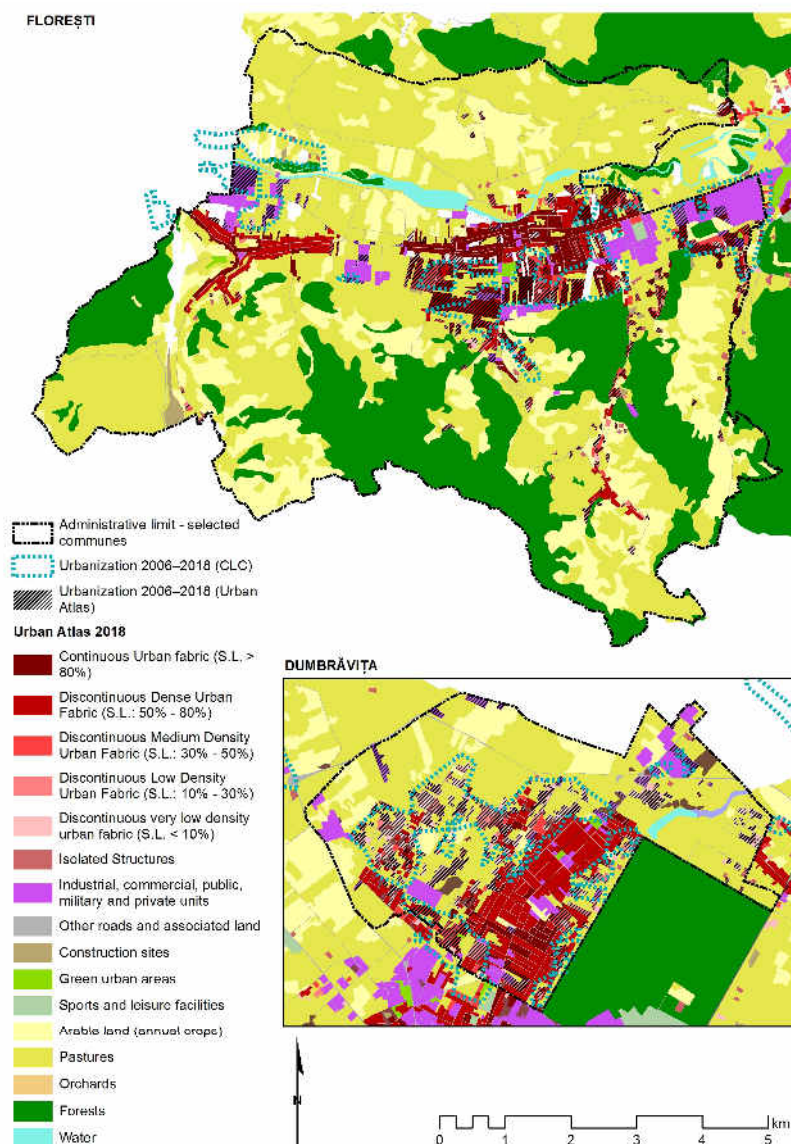 FLOREȘTI
Administrative limit - selected
communes
Urbanization 2006–2018 (CLC)
Urbanization 2006–2018 (Urban
Atlas)
Urban Atlas 2018
Continuous Urban fabric (S.L. >
80%)
Discontinuous Dense Urban
Fabric (S.L.: 50% - 80%)
Discontinuous Medium Density
Urban Fabric (S.L.: 30% - 50%)
Discontinuous Low Density
Urban Fabric (S.L.: 10% - 30%)
Discontinuous very low density
urban fabric (S.L. < 10%)
Isolated Structures
Industrial, commercial, public,
military and private units
Other roads and associated land
Construction sites
Green urban areas
Sports and leisure facilities
Arable land (annual crops)
Pastures
Orchards
Forests
Water
DUMBRĂVIȚA
N
km
0 1 2 3 4 5